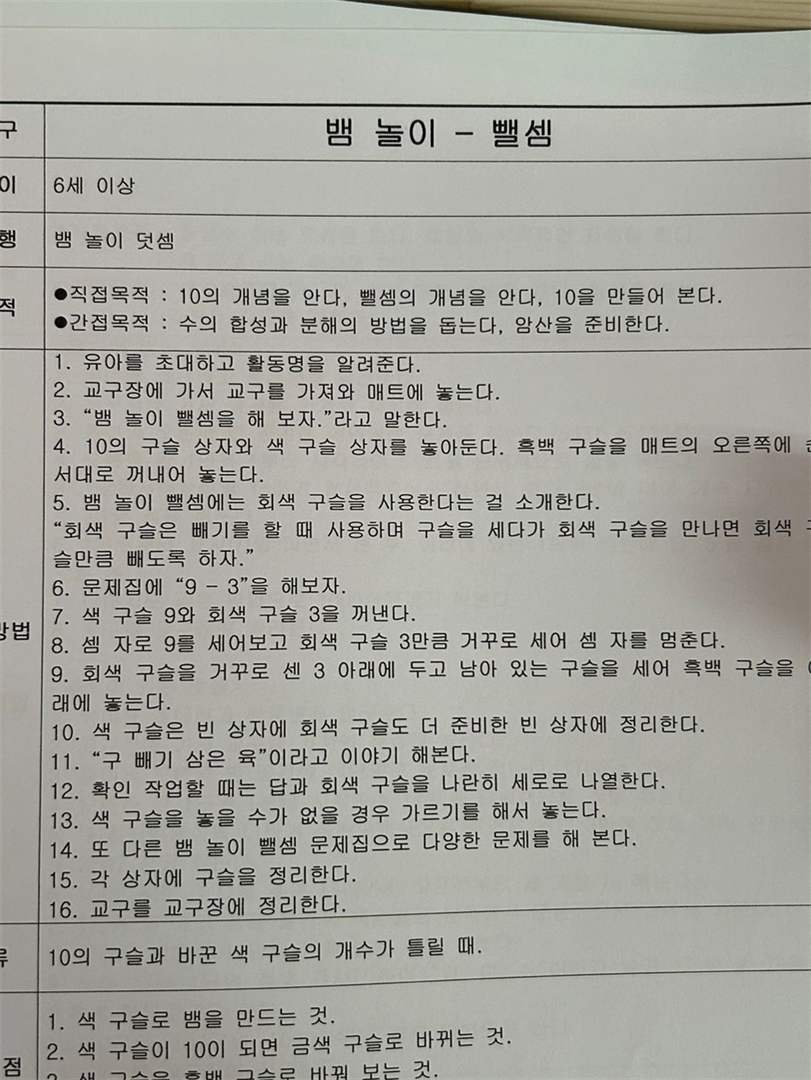 구 뱀 놀이 - 뺄셈
이 6세 이상
행 뱀 놀이 덧셈
적
●직접목적 : 10의 개념을 안다, 뺄셈의 개념을 안다, 10을 만들어 본다.
●간접목적 : 수의 합성과 분해의 방법을 돕는다, 암산을 준비한다.
1. 유아를 초대하고 활동명을 알려준다.
2. 교구장에 가서 교구를 가져와 매트에 놓는다.
3. “뱀 놀이 뺄셈을 해 보자.”라고 말한다.
4. 10의 구슬 상자와 색 구슬 상자를 놓아둔다. 흑백 구슬을 매트의 오른쪽에
서대로 꺼내어 놓는다.
5. 뱀 놀이 뺄셈에는 회색 구슬을 사용한다는 걸 소개한다.
“회색 구슬은 빼기를 할 때 사용하며 구슬을 세다가 회색 구슬을 만나면 회색
슬만큼 빼도록 하자.”
6. 문제집에 “9 - 3”을 해보자.
7. 색 구슬 9와 회색 구슬 3을 꺼낸다.
방법 8. 셈 자로 9를 세어보고 회색 구슬 3만큼 거꾸로 세어 셈 자를 멈춘다.
9. 회색 구슬을 거꾸로 센 3 아래에 두고 남아 있는 구슬을 세어 흑백 구슬을
래에 놓는다.
10. 색 구슬은 빈 상자에 회색 구슬도 더 준비한 빈 상자에 정리한다.
11. “구 빼기 삼은 육”이라고 이야기 해본다.
12. 확인 작업할 때는 답과 회색 구슬을 나란히 세로로 나열한다.
13. 색 구슬을 놓을 수가 없을 경우 가르기를 해서 놓는다.
14. 또 다른 뱀 놀이 뺄셈 문제집으로 다양한 문제를 해 본다.
15. 각 상자에 구슬을 정리한다.
16. 교구를 교구장에 정리한다.
류 10의 구슬과 바꾼 색 구슬의 개수가 틀릴 때.
1. 색 구슬로 뱀을 만드는 것.
점 2. 색 구슬이 10이 되면 금색 구슬로 바뀌는 것.
3. 색 구슬을 흑백 구슬로 바꿔 보는 것.